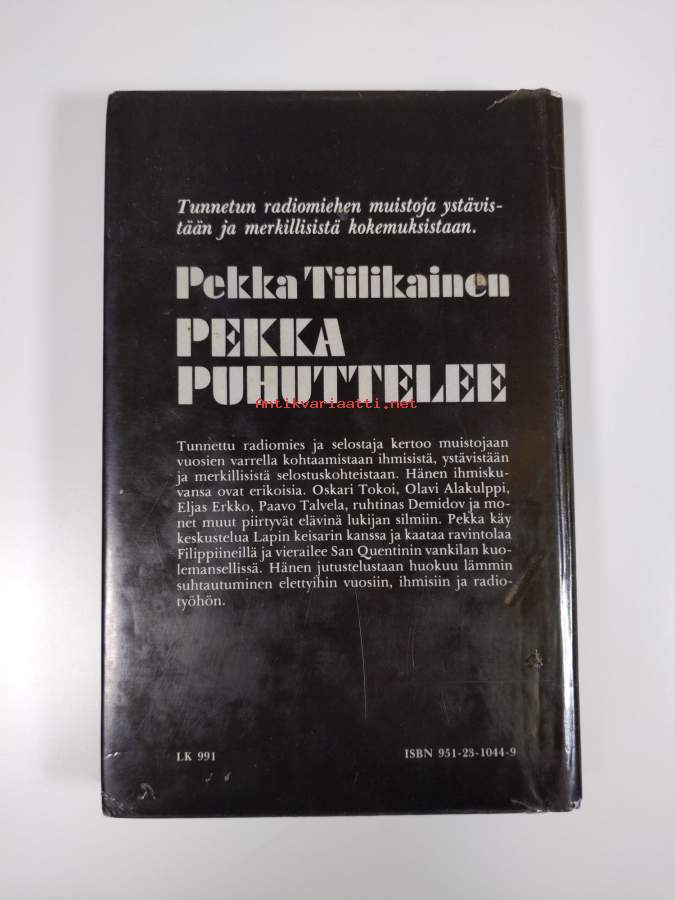 Tunnetun radiomiehen muistoja ystävis-
tään ja merkillisistä kokemuksistaan.
Pekka Tiilikainen
PEKKA
PUHUTTELEE
Antikvariaatti.net
Tunnettu radiomies ja selostaja kertoo muistojaan
vuosien varrella kohtaamistaan ihmisistä, ystävistään
ja merkillisistä selostuskohteistaan. Hänen ihmisku-
vansa ovat erikoisia. Oskari Tokoi, Olavi Alakulppi,
Eljas Erkko, Paavo Talvela, ruhtinas Demidov ja mo-
net muut piirtyvät elävinä lukijan silmiin. Pekka käy
keskustelua Lapin keisarin kanssa ja kaataa ravintolaa
Filippiineillä ja vierailee San Quentinin vankilan kuo-
lemansellissä. Hänen jutustelustaan huokuu lämmin
suhtautuminen elettyihin vuosiin, ihmisiin ja radio-
työhön.
LK 991
ISBN 951-23-1044-9